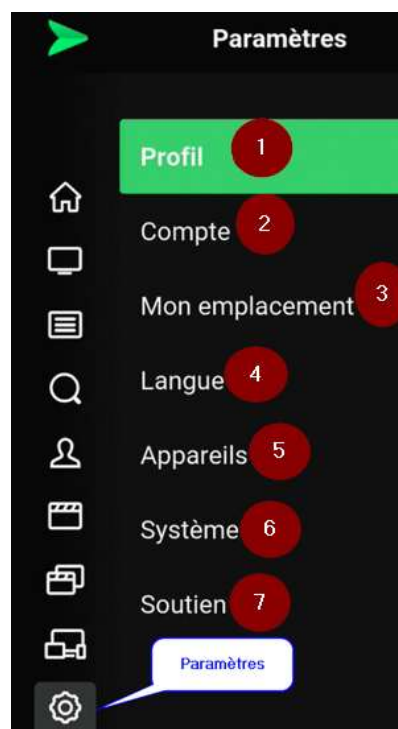 Paramètres
Profil 1
Compte 2
Mon emplacement 3
Langue 4
Appareils 5
Système 6
Soutien 7
Paramètres